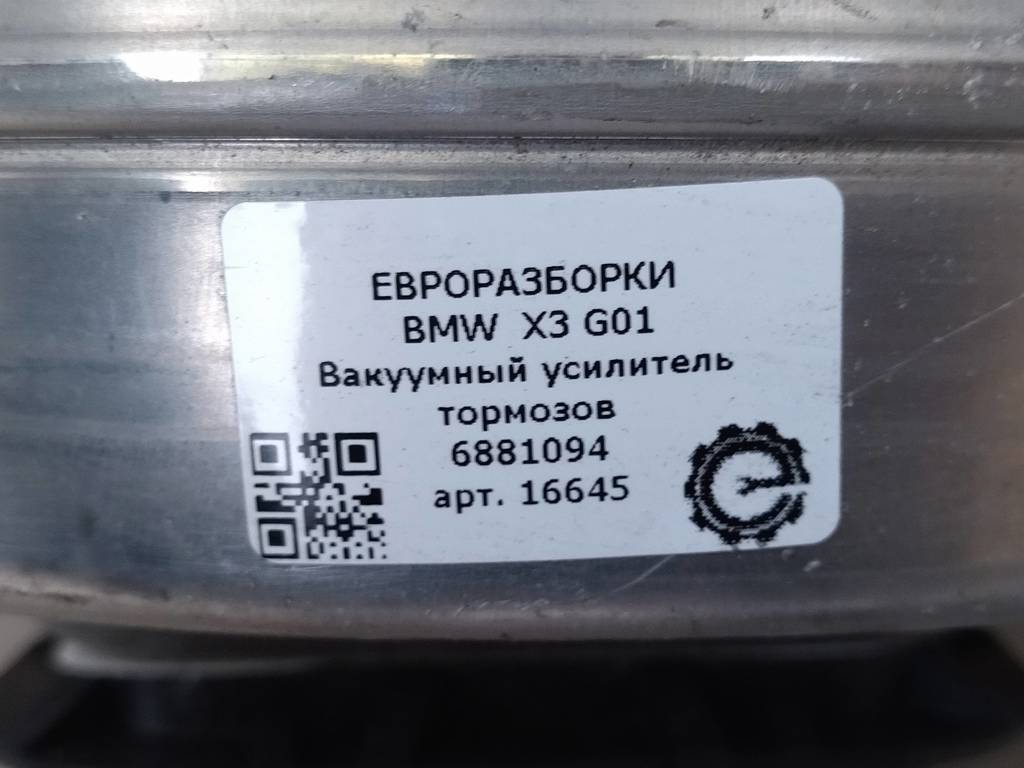 ЕВРОРАЗБОРКИ
BMW X3 G01
Вакуумный усилитель
тормозов
6881094
арт. 16645